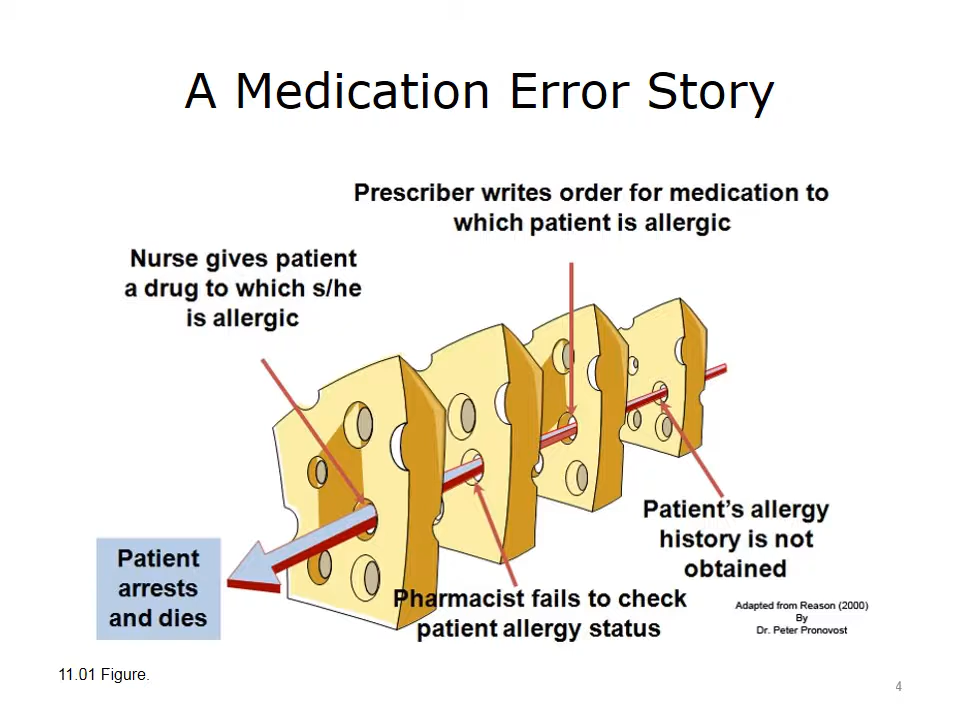 A Medication Error Story
Prescriber writes order for medication to
which patient is allergic
Nurse gives patient
a drug to which s/he
is allergic
Patient's allergy
history is not
obtained
Patient
arrests
and dies
Pharmacist fails to check
patient allergy status
Adapted from Reason (2000)
By
Dr. Peter Pronovost
11.01 Figure.
4